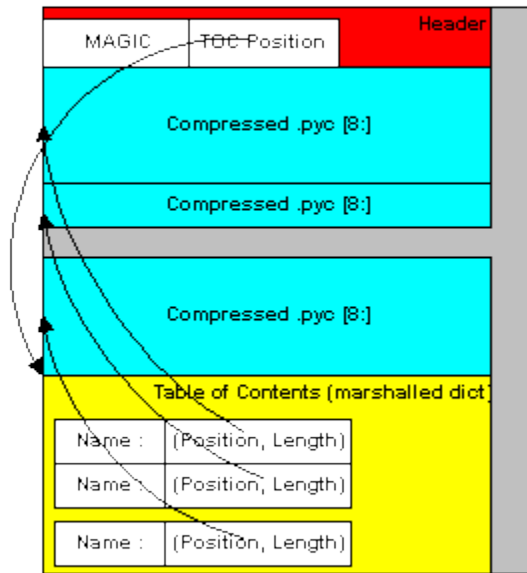 Header
MAGIC TOC Position
Compressed .pyc [8:]
Compressed .pyc [8:]
Compressed .pyc [8:]
Table of Contents (marshalled dict)
Name : (Position, Length)
Name : (Position, Length)
Name : (Position, Length)